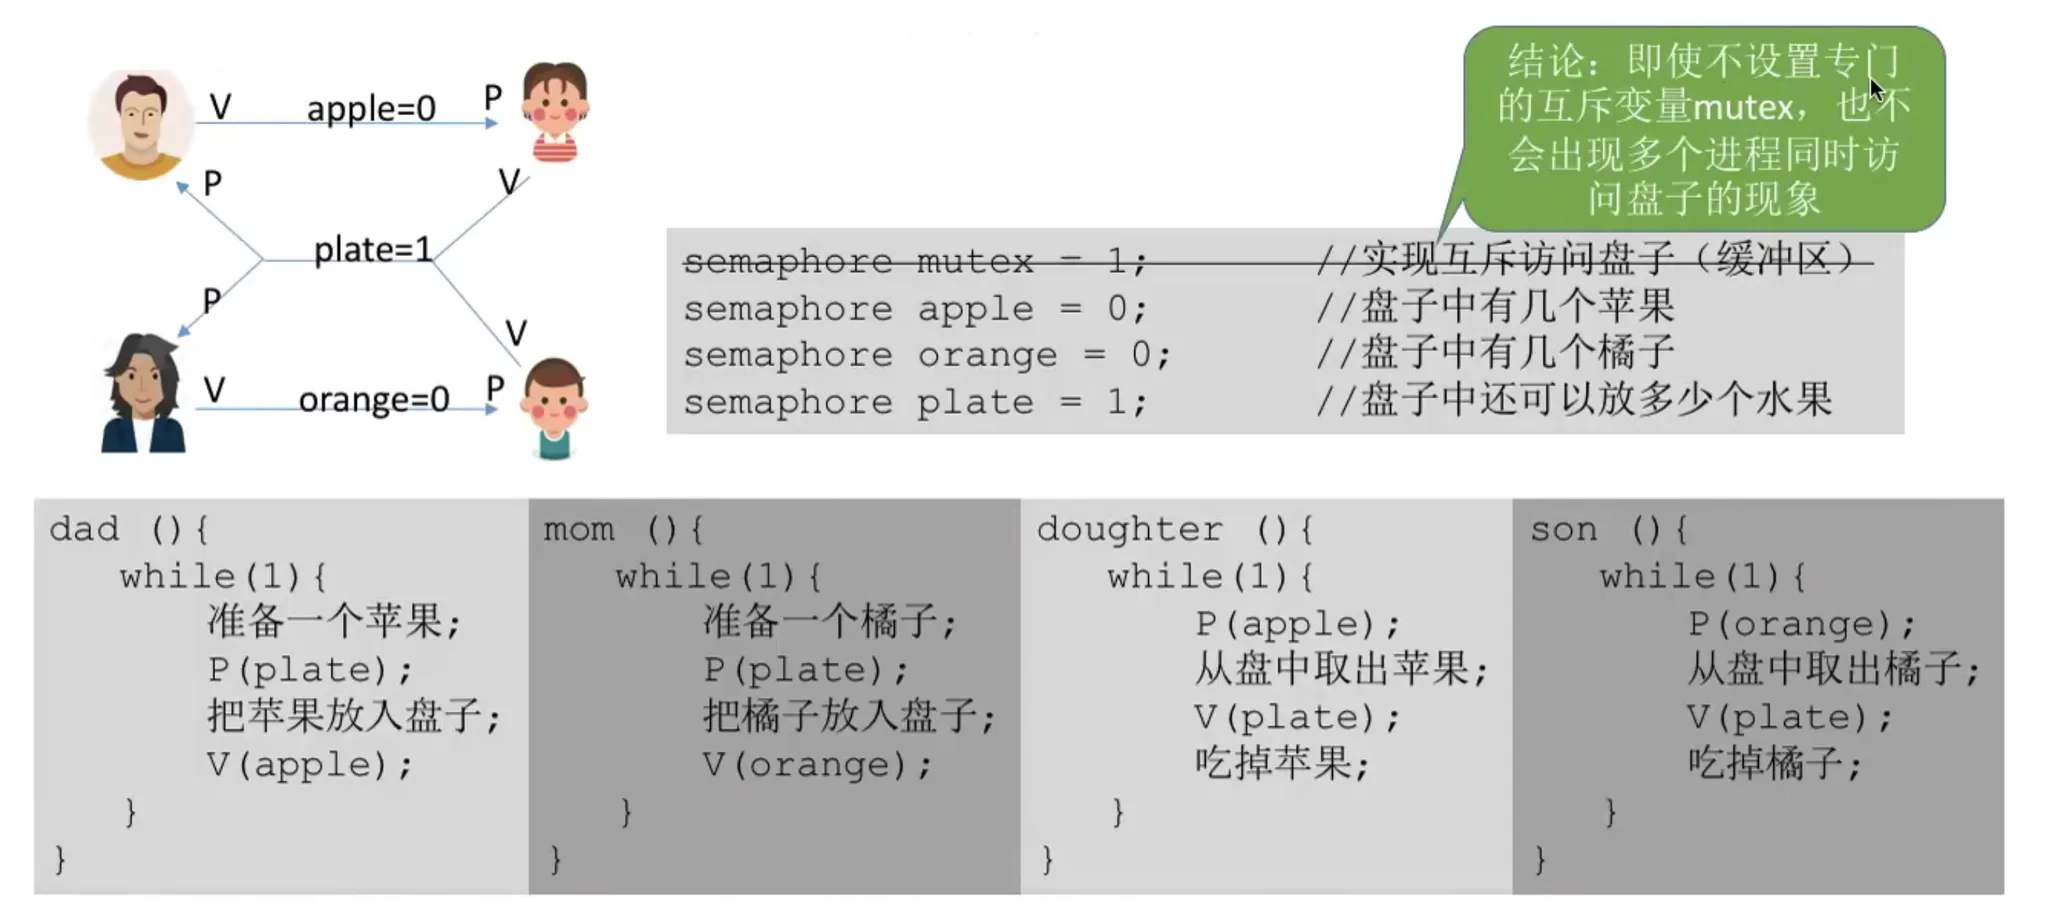 结论：即使不设置专门
的互斥变量mutex，也不
会出现多个进程同时访
问盘子的现象
V apple=0 P
P V
plate=1
P V
V orange=0 P
semaphore mutex = 1; //实现互斥访问盘子（缓冲区）
semaphore apple = 0; //盘子中有几个苹果
semaphore orange = 0; //盘子中有几个橘子
semaphore plate = 1; //盘子中还可以放多少个水果
dad (){
while(1){
准备一个苹果;
P(plate);
把苹果放入盘子;
V(apple);
}
}
mom (){
while(1){
准备一个橘子;
P(plate);
把橘子放入盘子;
V(orange);
}
}
doughter (){
while(1){
P(apple);
从盘中取出苹果;
V(plate);
吃掉苹果;
}
}
son (){
while(1){
P(orange);
从盘中取出橘子;
V(plate);
吃掉橘子;
}
}